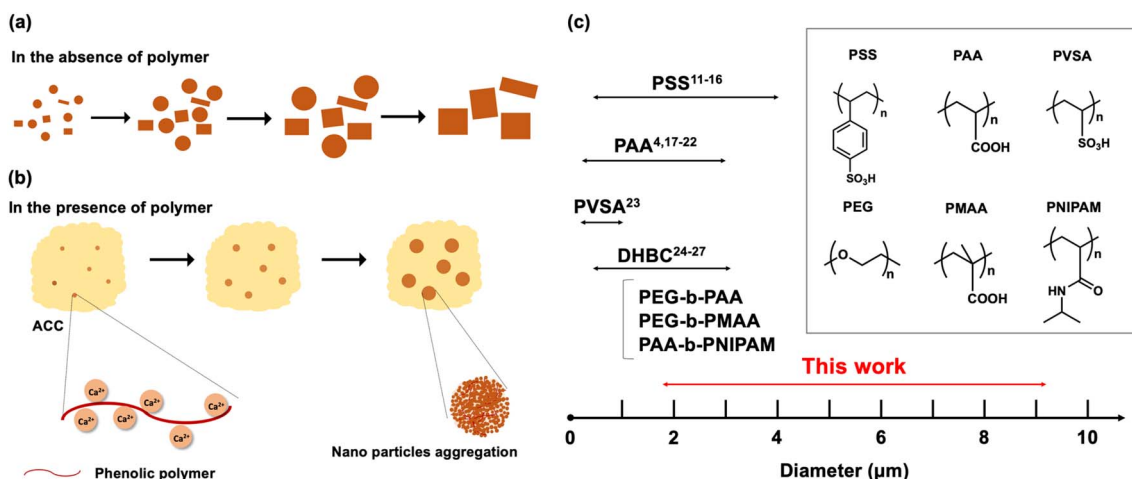 (a)
In the absence of polymer
(b)
In the presence of polymer
ACC
Ca²⁺
Ca²⁺
Ca²⁺
Ca²⁺
Ca²⁺
Ca²⁺
Phenolic polymer
Nano particles aggregation
(c)
PSS¹¹⁻¹⁶
PAA⁴,¹⁷⁻²²
PVSA²³
DHBC²⁴⁻²⁷
PEG-b-PAA
PEG-b-PMAA
PAA-b-PNIPAM
PSS PAA PVSA
n
SO₃H
n
COOH
n
SO₃H
PEG PMAA PNIPAM
O
n
n
COOH
n
HN O
This work
0 2 4 6 8 10
Diameter (μm)